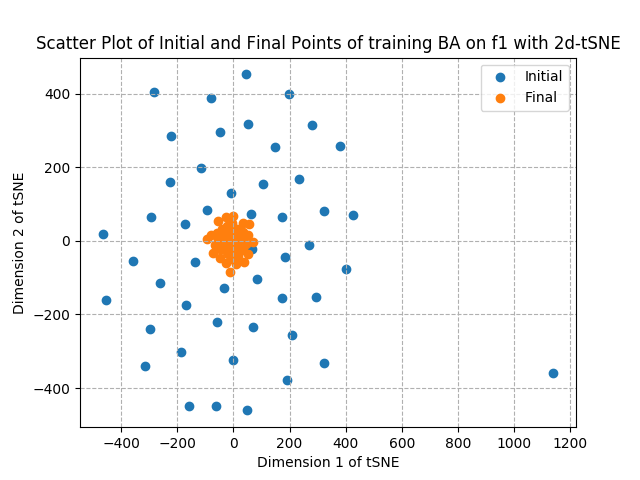 Scatter Plot of Initial and Final Points of training BA on f1 with 2d-tSNE
Initial
Final
400
200
0
−200
−400
Dimension 2 of tSNE
−400 −200 0 200 400 600 800 1000 1200
Dimension 1 of tSNE